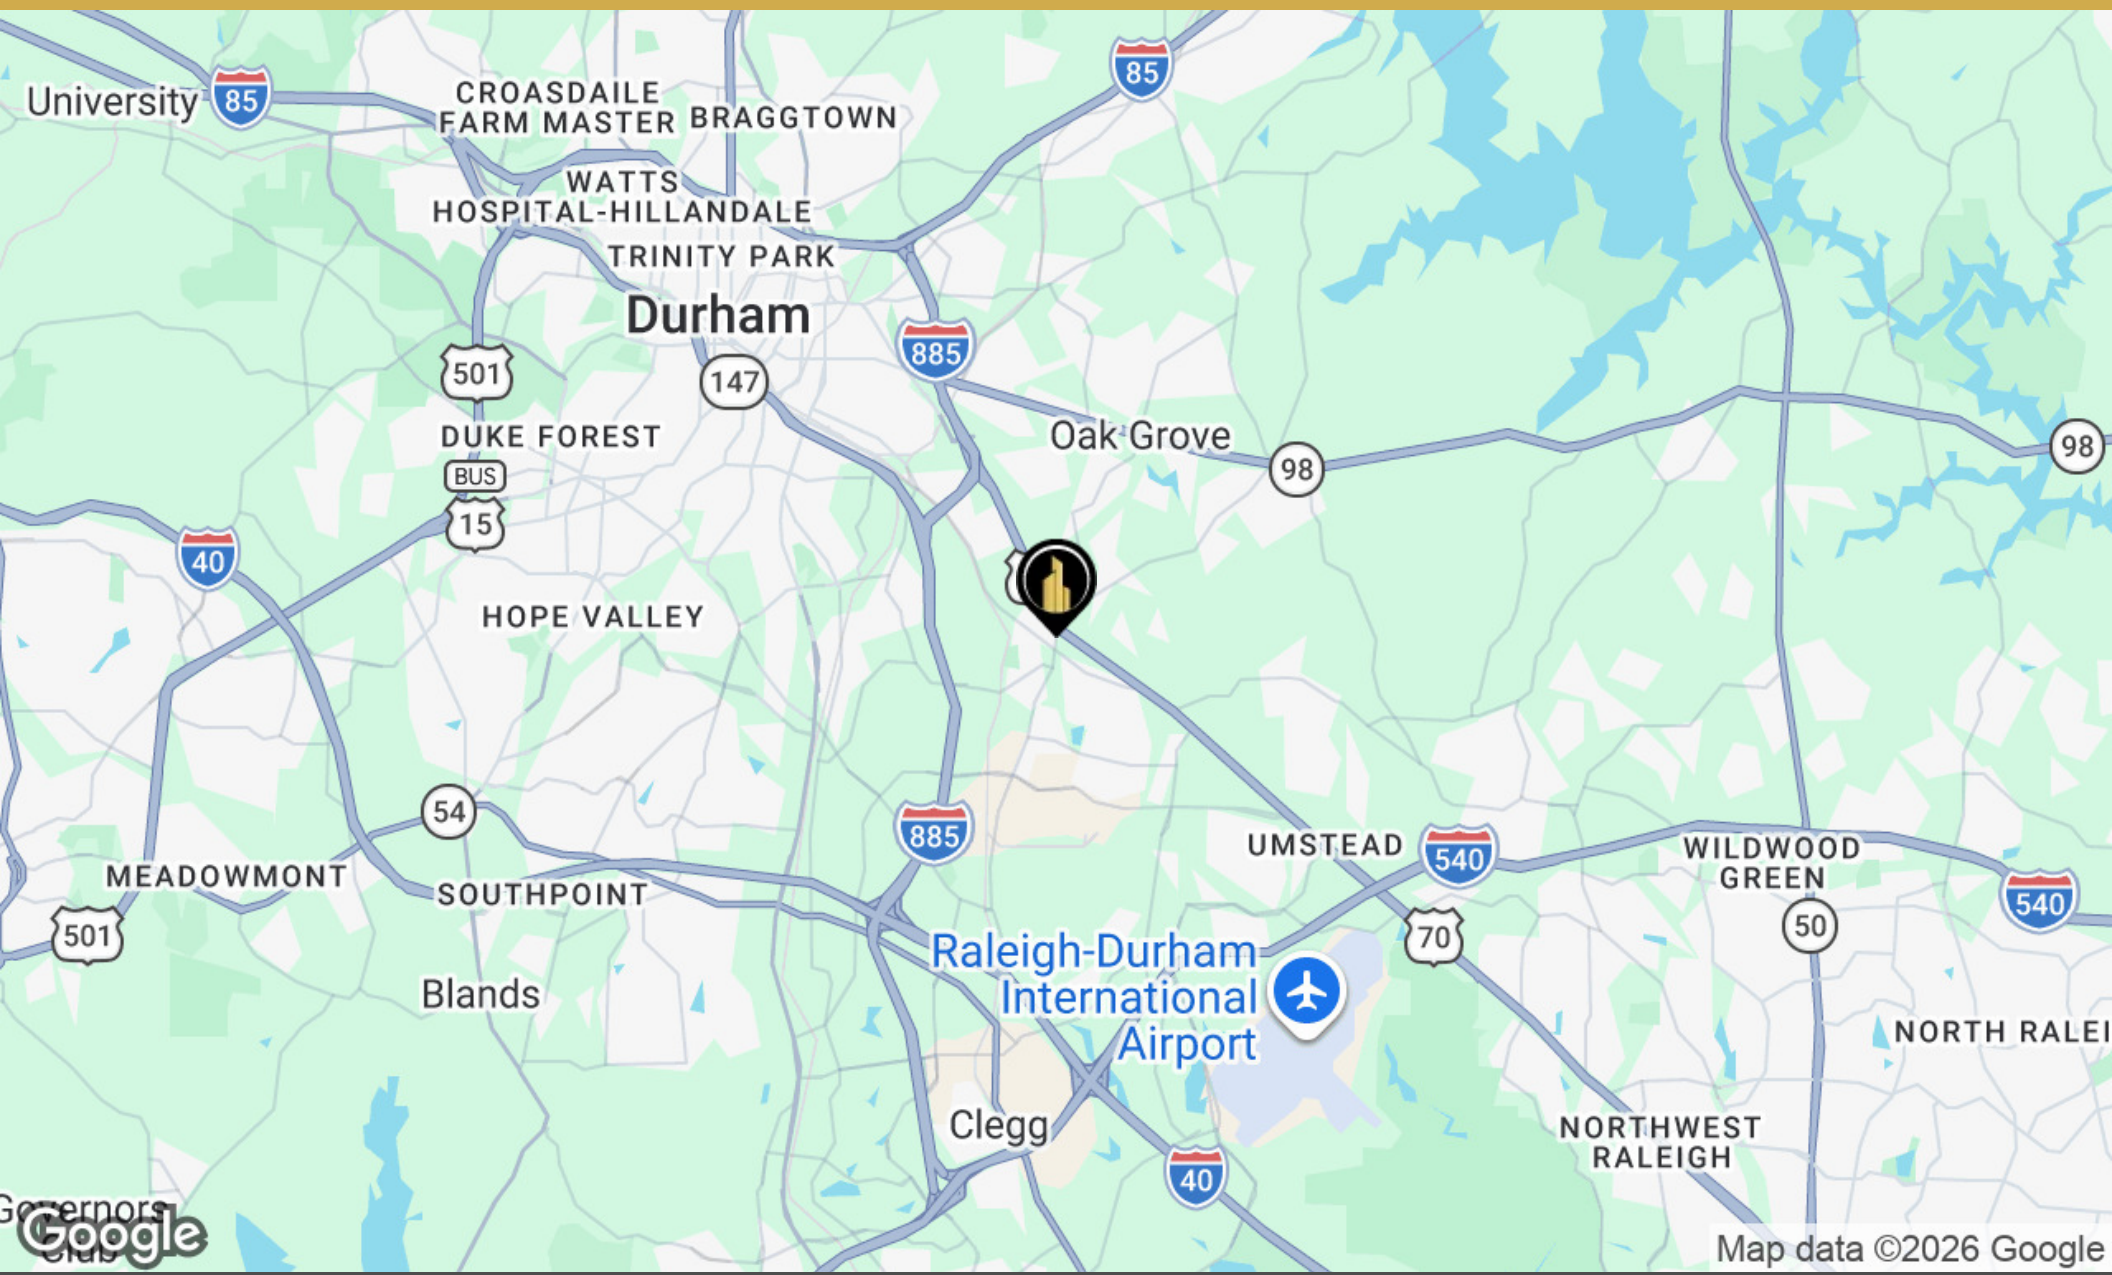 85
University
85
CROASDAILE
FARM MASTER
BRAGGTOWN
WATTS
HOSPITAL-HILLANDALE
TRINITY PARK
Durham
885
501
147
DUKE FOREST
Oak Grove
98
98
BUS
15
40
HOPE VALLEY
54
885
UMSTEAD
540
WILDWOOD
GREEN
540
MEADOWMONT
SOUTHPOINT
501
70
50
Raleigh-Durham
International
Airport
Blands
NORTH RALEI
Clegg
NORTHWEST
RALEIGH
40
Governors
Club
Google
Map data ©2026 Google